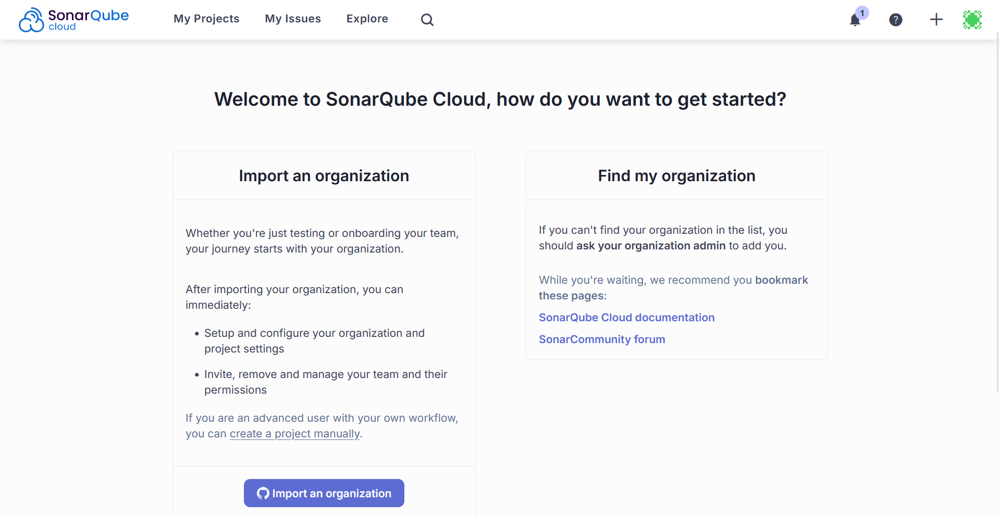 SonarQube
cloud
My Projects
My Issues
Explore
1
?
Welcome to SonarQube Cloud, how do you want to get started?
Import an organization
Whether you're just testing or onboarding your team,
your journey starts with your organization.
After importing your organization, you can
immediately:
• Setup and configure your organization and
project settings
• Invite, remove and manage your team and their
permissions
If you are an advanced user with your own workflow,
you can create a project manually.
Import an organization
Find my organization
If you can't find your organization in the list, you
should ask your organization admin to add you.
While you're waiting, we recommend you bookmark
these pages:
SonarQube Cloud documentation
SonarCommunity forum